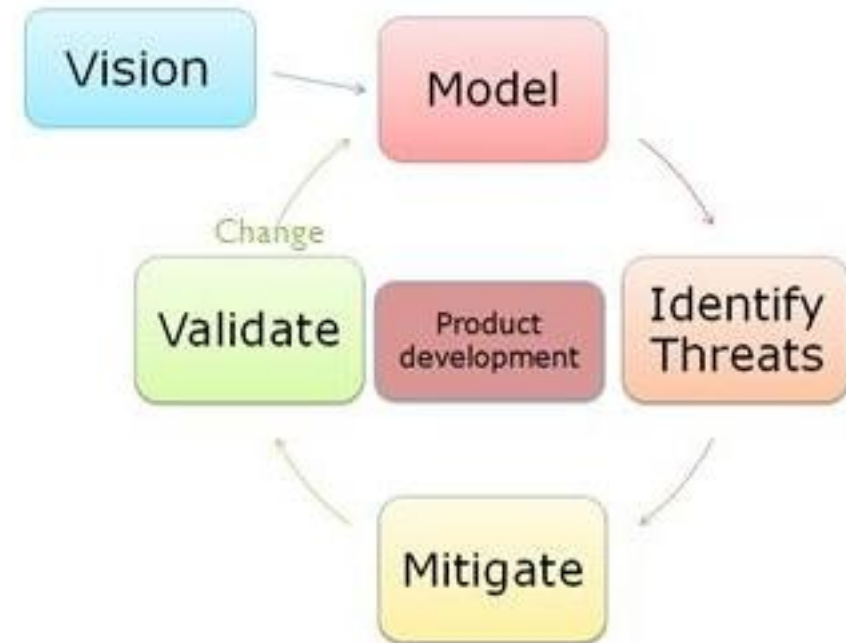 Vision
Model
Change
Validate
Product
development
Identify
Threats
Mitigate